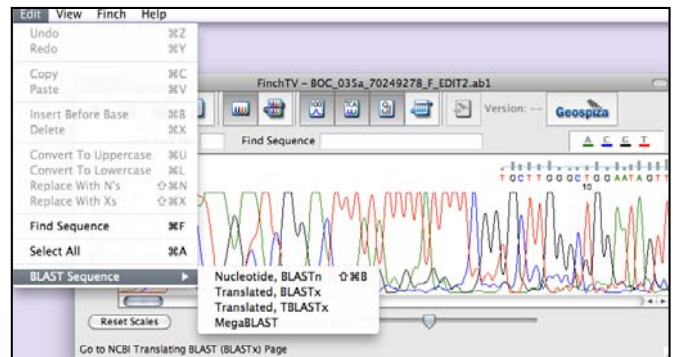 Edit View Finch Help
Undo ⌘Z
Redo ⌘Y
Copy ⌘C
Paste ⌘V
Insert Before Base ⌘B
Delete ⌘X
Convert To Uppercase ⌘U
Convert To Lowercase ⌘L
Replace With N's ⇧⌘N
Replace With Xs ⇧⌘X
Find Sequence ⌘F
Select All ⌘A
BLAST Sequence
Nucleotide, BLASTn ⇧⌘B
Translated, BLASTx
Translated, TBLASTx
MegaBLAST
FinchTV – BOC_035a_70249278_F_EDIT2.ab1
Version: -- Geospiza
Find Sequence A C G T
T G C T T G G G C T G G A A T A G T T
10
Reset Scales
Go to NCBI Translating BLAST (BLASTx) Page